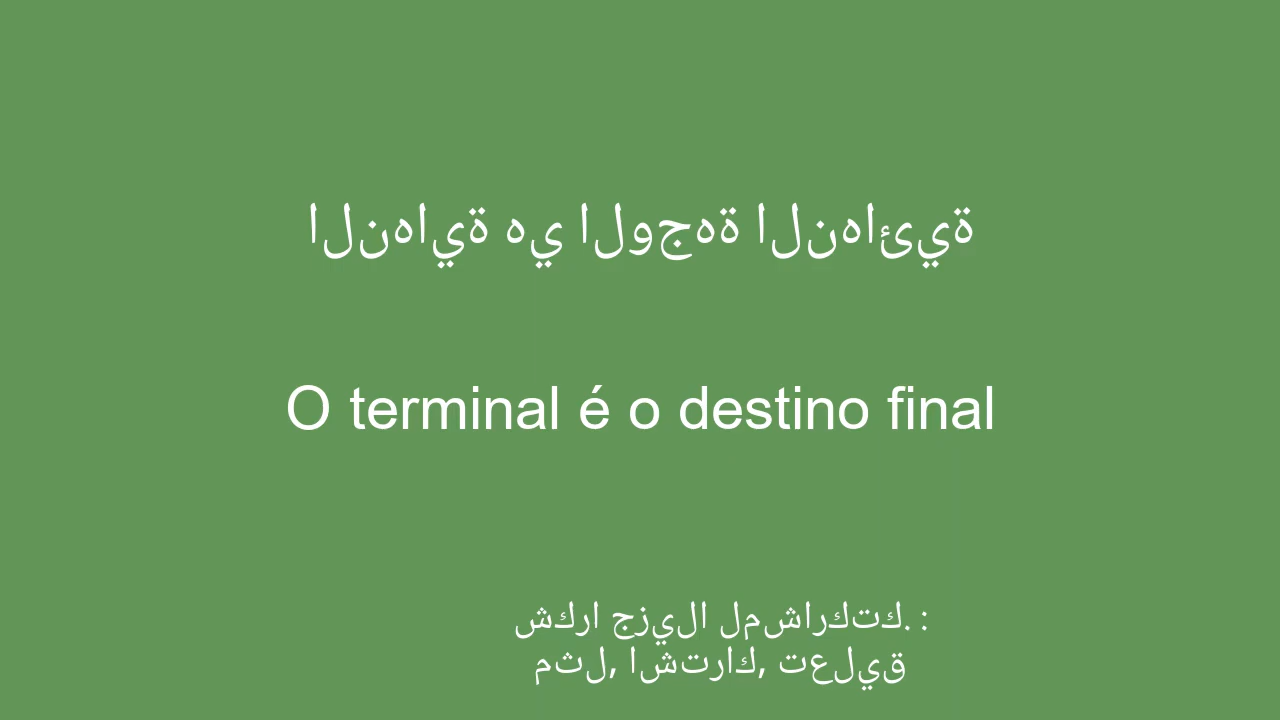 النهاية هي الوجهة النهائية
O terminal é o destino final
شكرا جزيلا لمشاركتك. :
مثل, اشتراك, تعليق